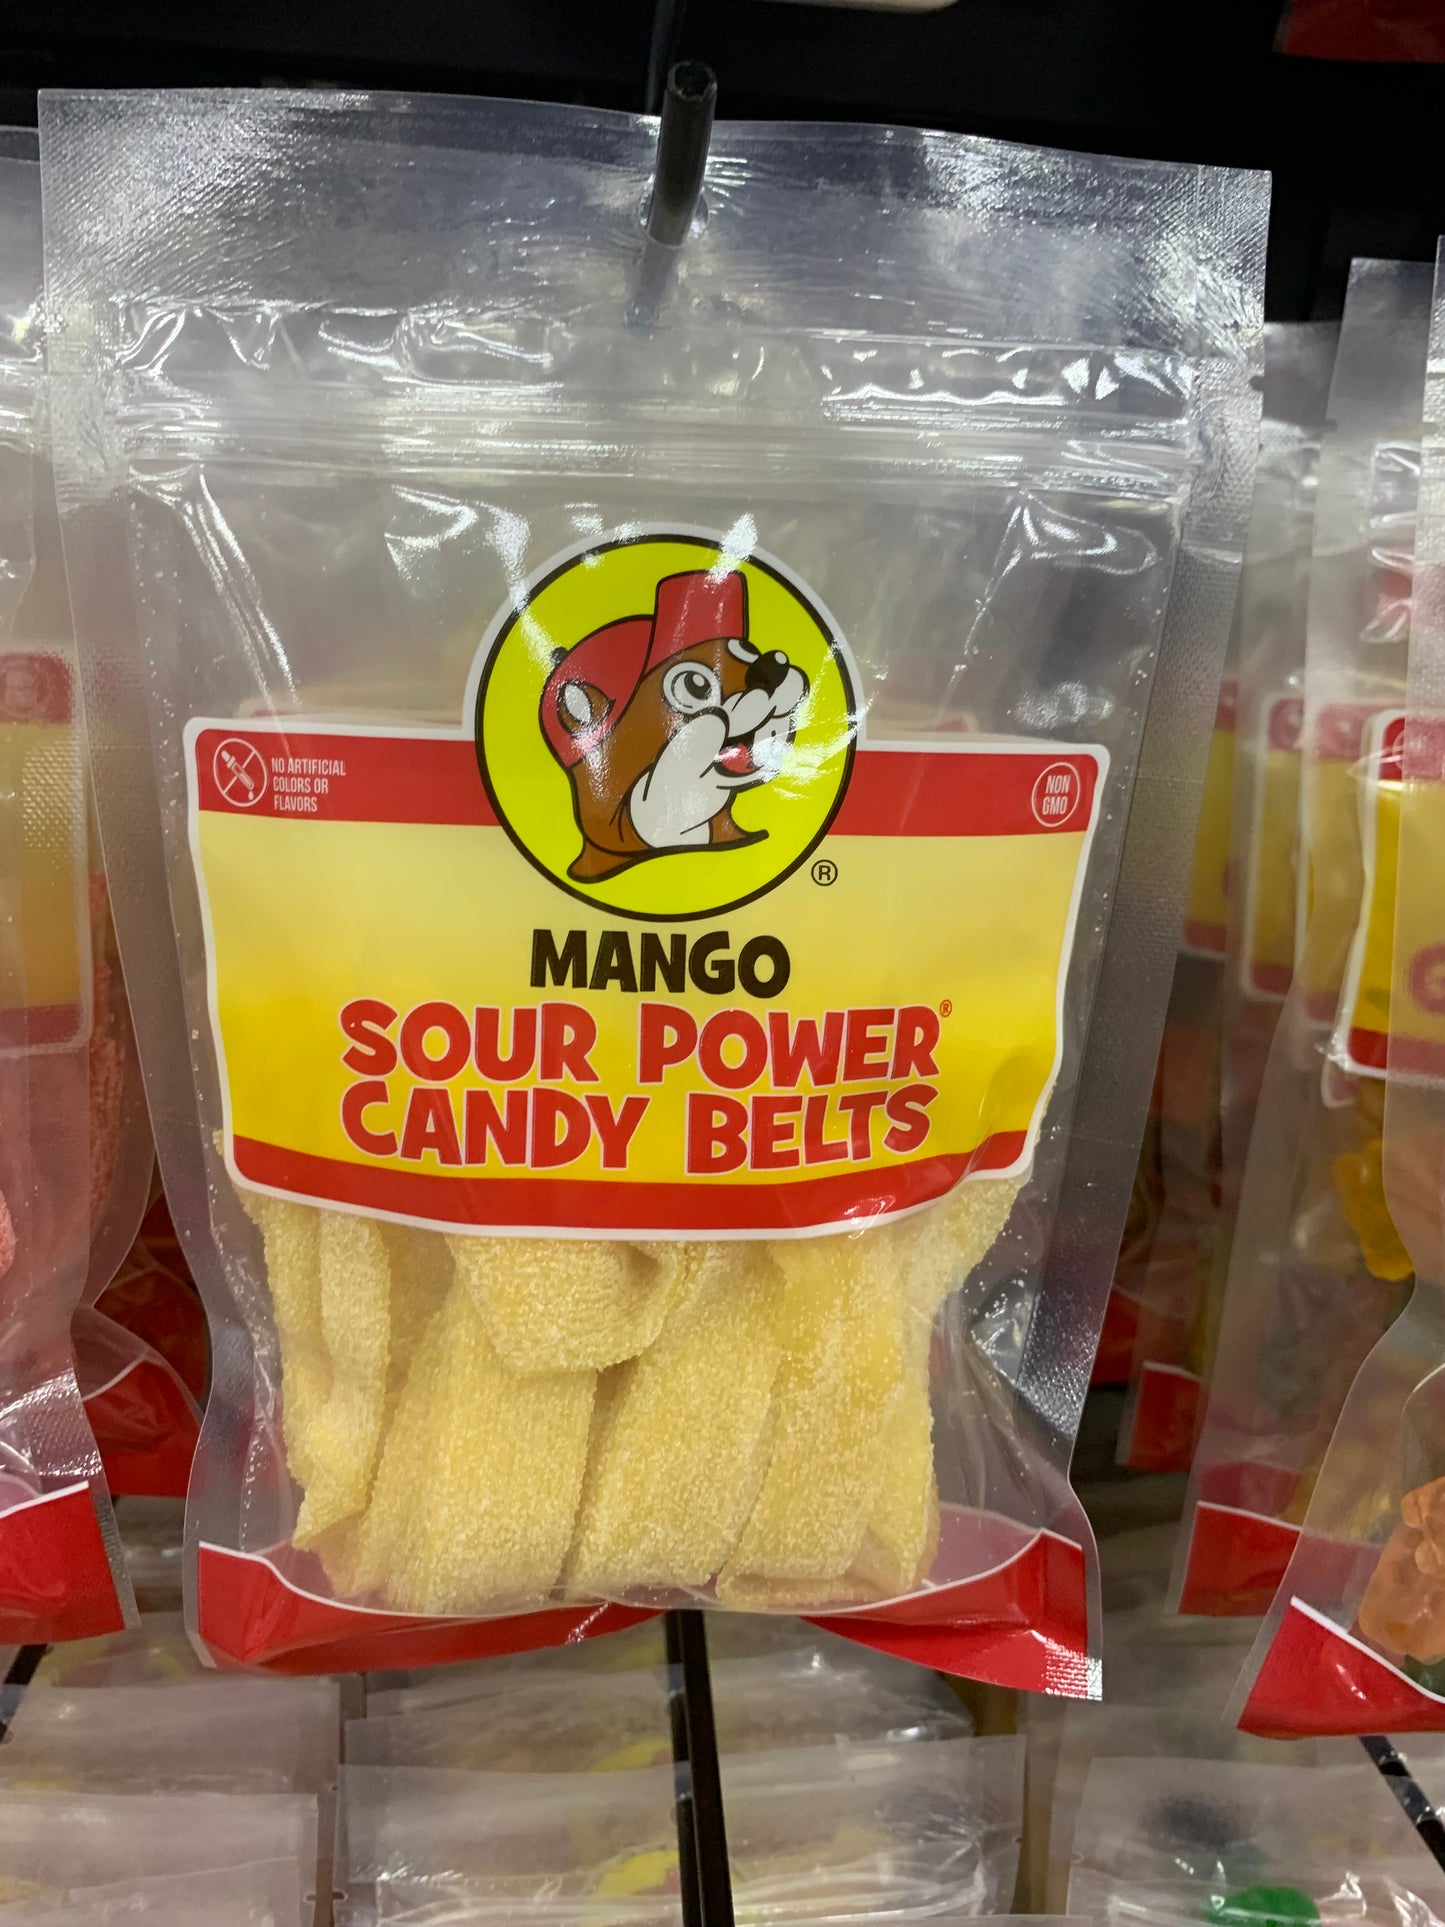 NO ARTIFICIAL
COLORS OR
FLAVORS
NON
GMO
®
MANGO
SOUR POWER®
CANDY BELTS